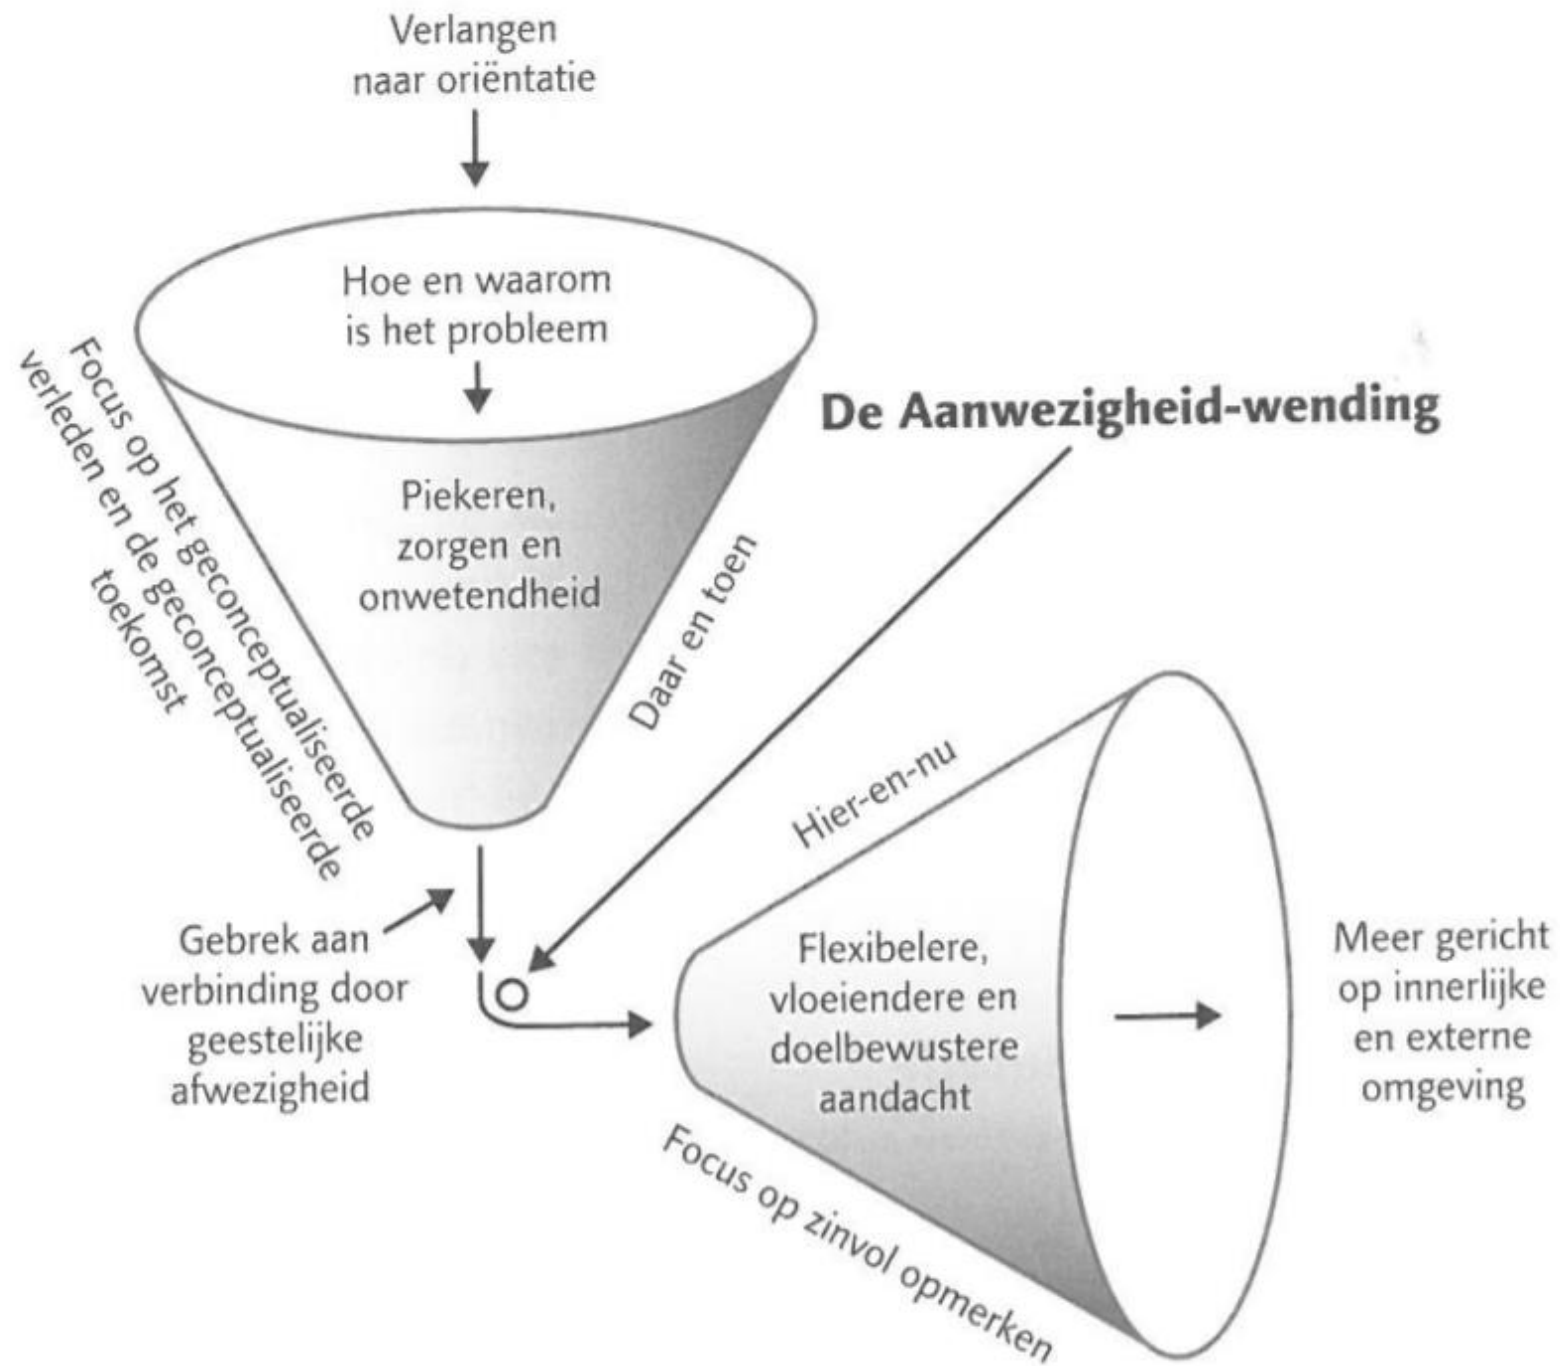 Verlangen
naar oriëntatie
Hoe en waarom
is het probleem
Piekeren,
zorgen en
onwetendheid
Focus op het geconceptualiseerde
verleden en de geconceptualiseerde
toekomst
Daar en toen
De Aanwezigheid-wending
Gebrek aan
verbinding door
geestelijke
afwezigheid
Hier-en-nu
Flexibelere,
vloeiendere en
doelbewustere
aandacht
Focus op zinvol opmerken
Meer gericht
op innerlijke
en externe
omgeving